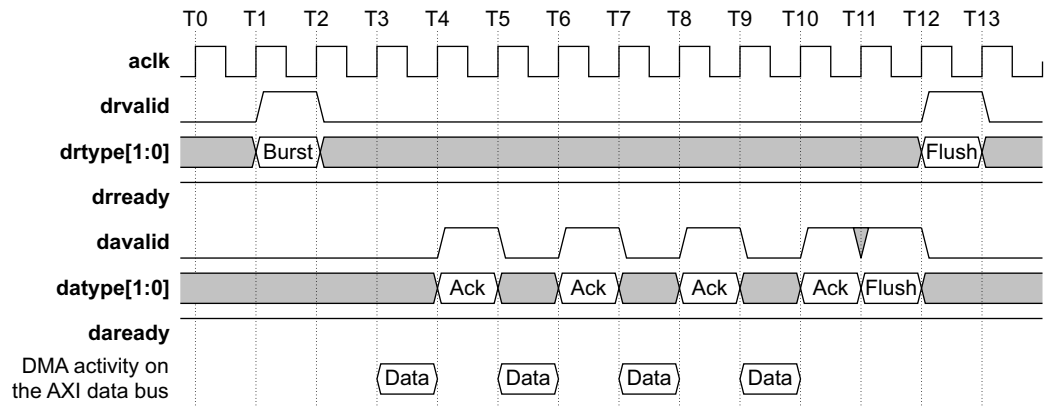 T0 T1 T2 T3 T4 T5 T6 T7 T8 T9 T10 T11 T12 T13
aclk
drvalid
drtype[1:0] Burst Flush
drready
davalid
datype[1:0] Ack Ack Ack Ack Flush
daready
DMA activity on
the AXI data bus Data Data Data Data